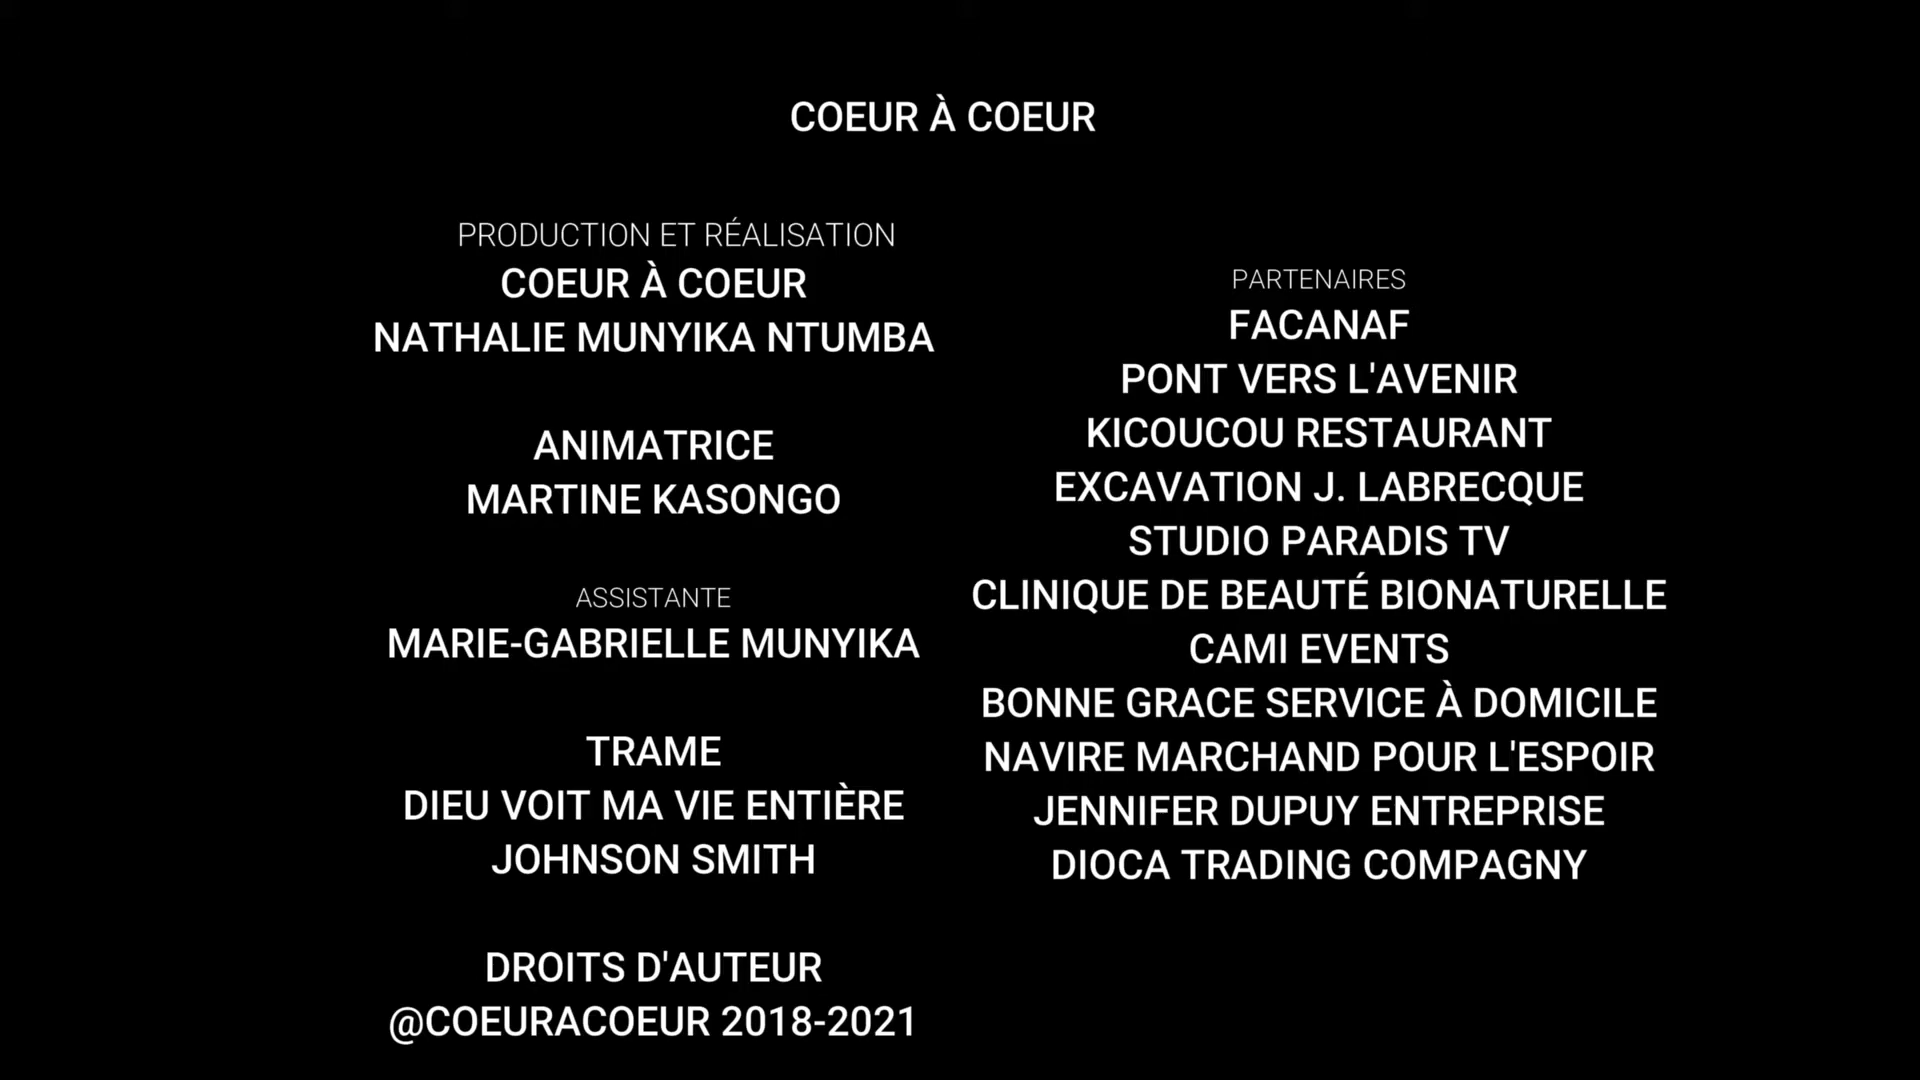 COEUR À COEUR
PRODUCTION ET RÉALISATION
COEUR À COEUR
NATHALIE MUNYIKA NTUMBA
ANIMATRICE
MARTINE KASONGO
ASSISTANTE
MARIE-GABRIELLE MUNYIKA
TRAME
DIEU VOIT MA VIE ENTIÈRE
JOHNSON SMITH
DROITS D'AUTEUR
@COEURACOEUR 2018-2021
PARTENAIRES
FACANAF
PONT VERS L'AVENIR
KICOUCOU RESTAURANT
EXCAVATION J. LABRECQUE
STUDIO PARADIS TV
CLINIQUE DE BEAUTÉ BIONATURELLE
CAMI EVENTS
BONNE GRACE SERVICE À DOMICILE
NAVIRE MARCHAND POUR L'ESPOIR
JENNIFER DUPUY ENTREPRISE
DIOCA TRADING COMPAGNY